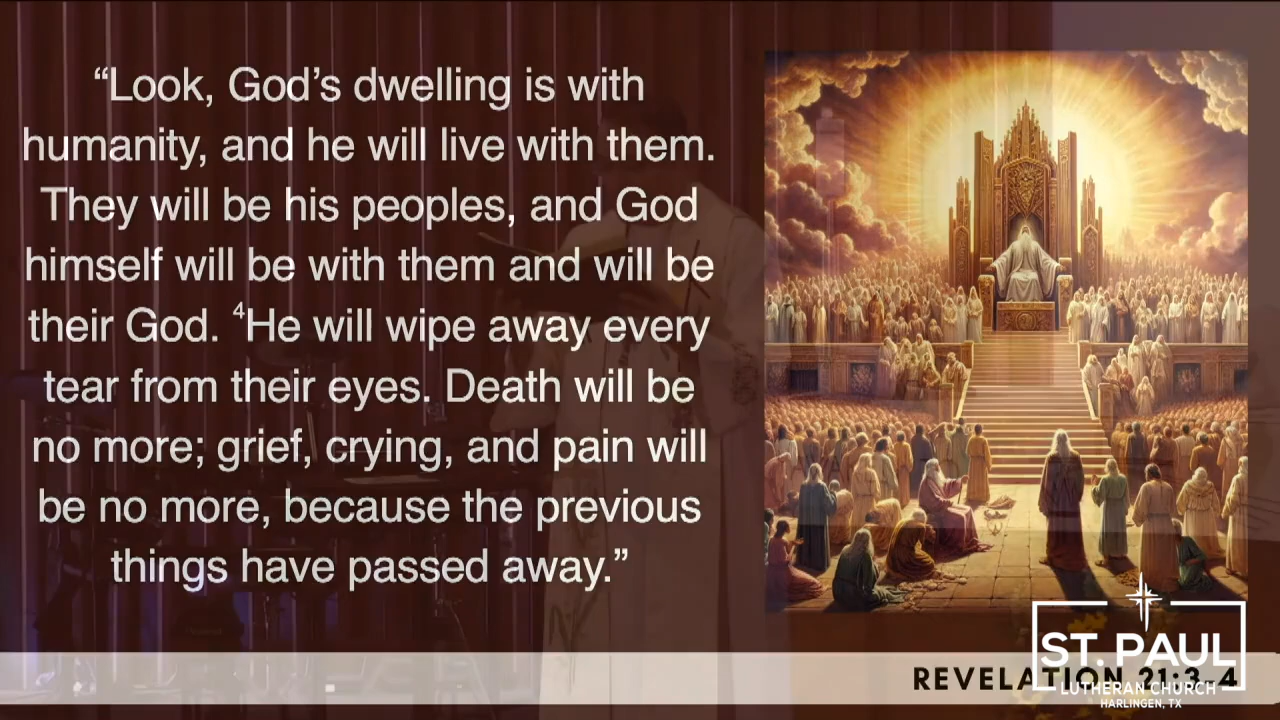 “Look, God’s dwelling is with
humanity, and he will live with them.
They will be his peoples, and God
himself will be with them and will be
their God. ⁴He will wipe away every
tear from their eyes. Death will be
no more; grief, crying, and pain will
be no more, because the previous
things have passed away.”
REVELATION 21:3-4
ST. PAUL
LUTHERAN CHURCH
HARLINGEN, TX